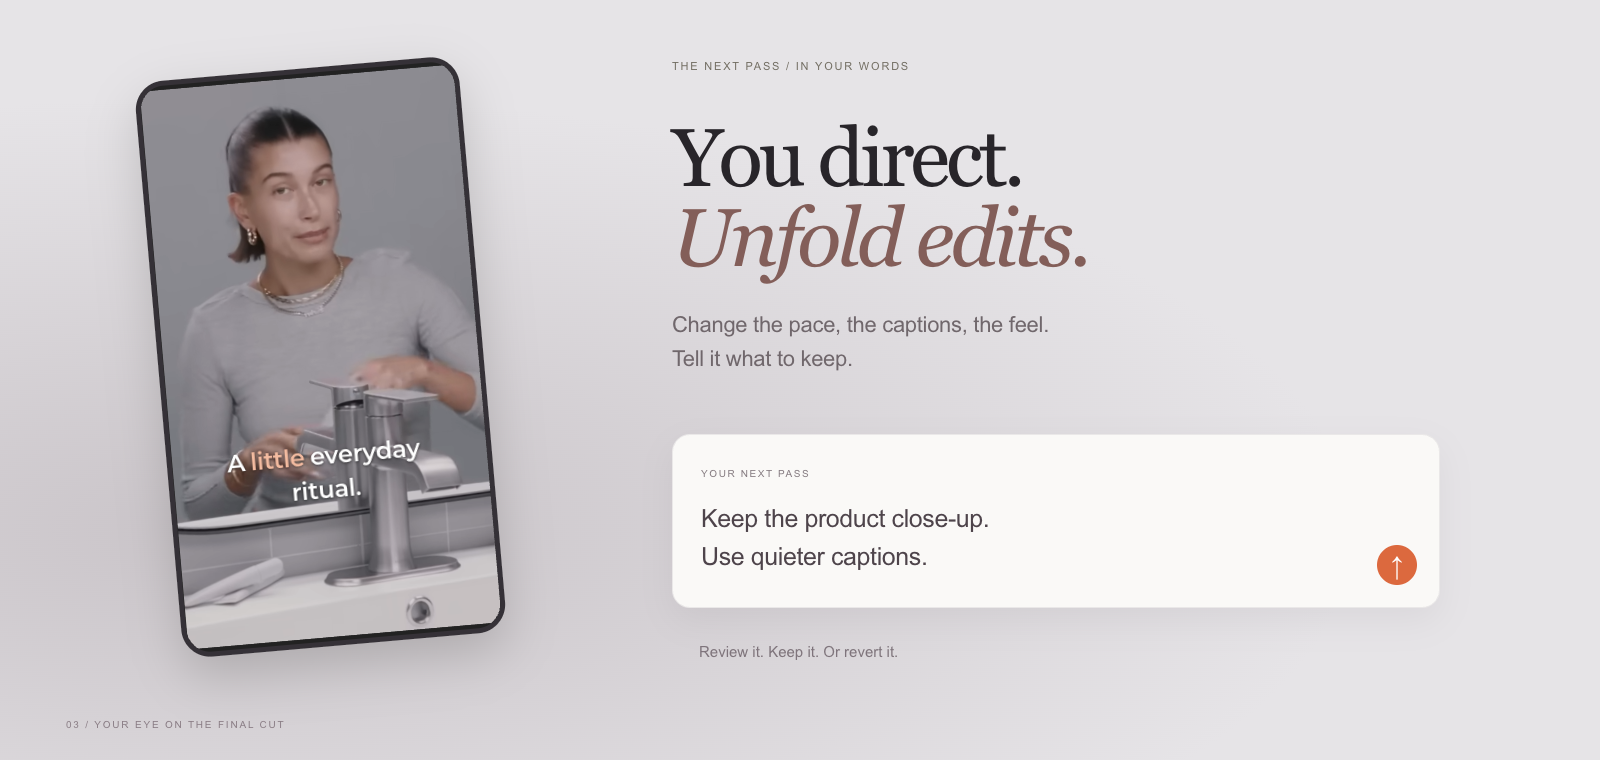 THE NEXT PASS / IN YOUR WORDS
You direct.
Unfold edits.
Change the pace, the captions, the feel.
Tell it what to keep.
A little everyday
ritual.
YOUR NEXT PASS
Keep the product close-up.
Use quieter captions.
Review it. Keep it. Or revert it.
03 / YOUR EYE ON THE FINAL CUT